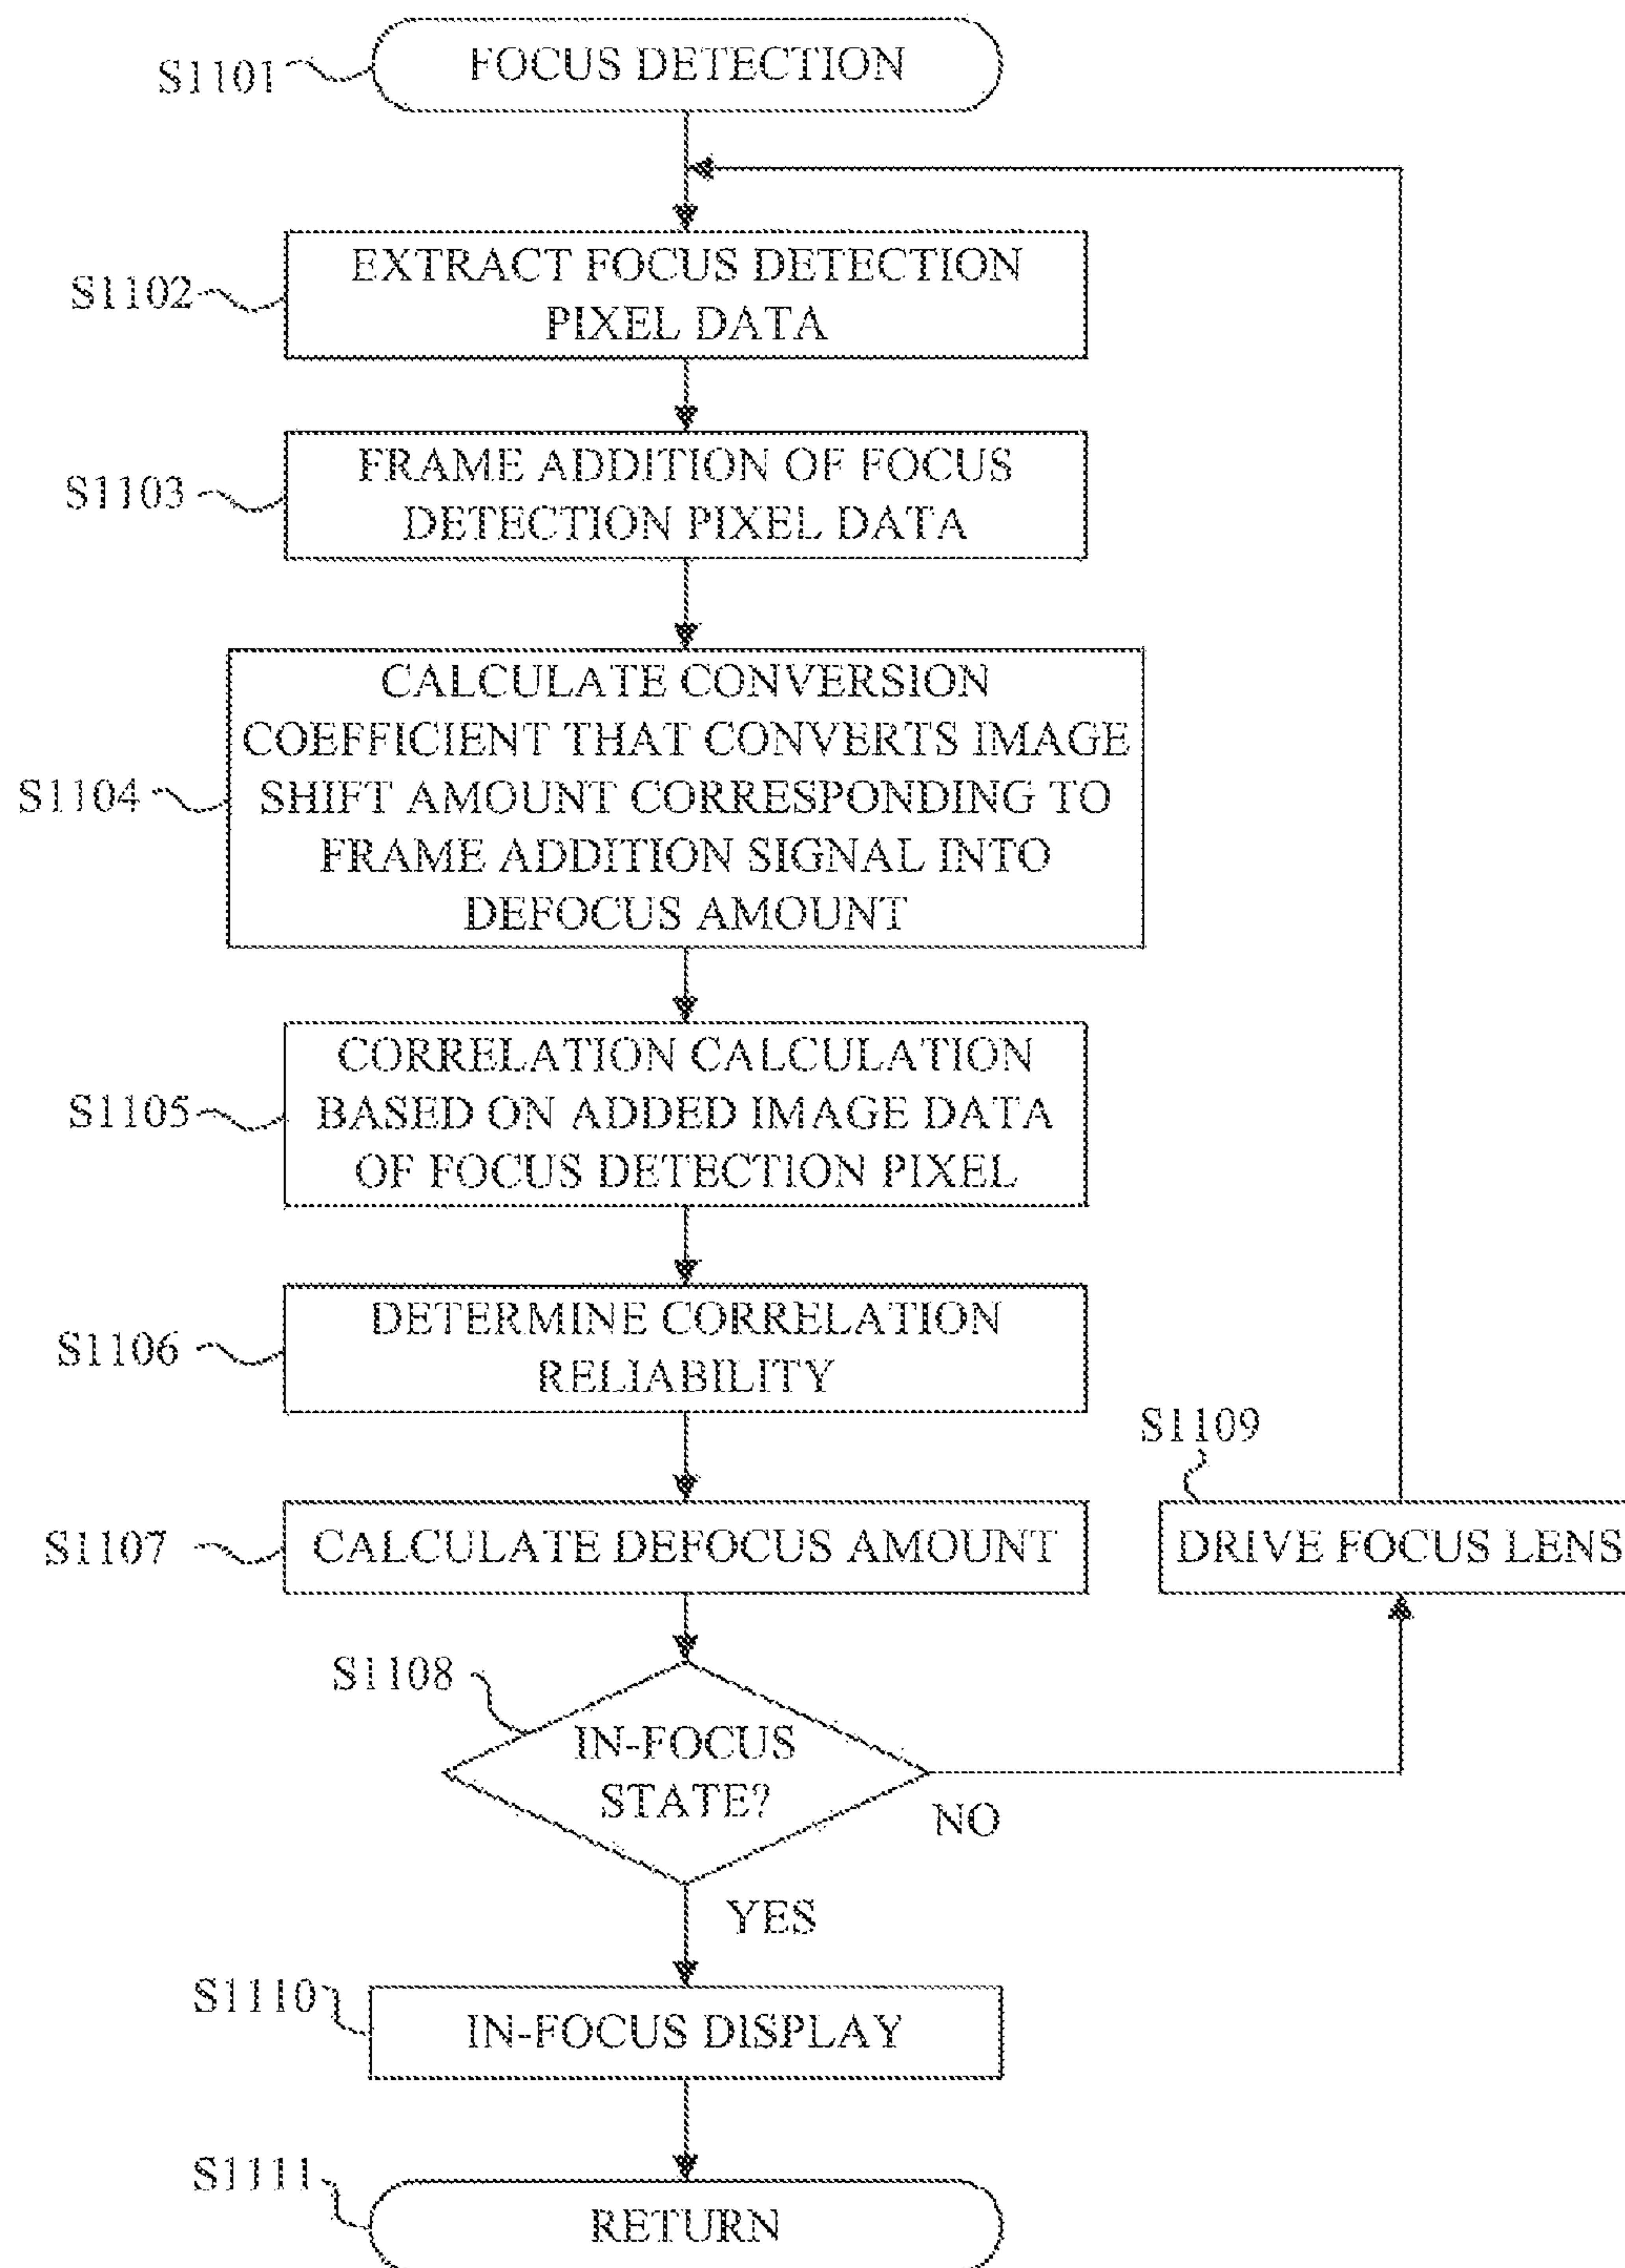 S1101
FOCUS DETECTION
S1102
EXTRACT FOCUS DETECTION
PIXEL DATA
S1103
FRAME ADDITION OF FOCUS
DETECTION PIXEL DATA
S1104
CALCULATE CONVERSION
COEFFICIENT THAT CONVERTS IMAGE
SHIFT AMOUNT CORRESPONDING TO
FRAME ADDITION SIGNAL INTO
DEFOCUS AMOUNT
S1105
CORRELATION CALCULATION
BASED ON ADDED IMAGE DATA
OF FOCUS DETECTION PIXEL
S1106
DETERMINE CORRELATION
RELIABILITY
S1107
CALCULATE DEFOCUS AMOUNT
S1109
DRIVE FOCUS LENS
S1108
IN-FOCUS
STATE?
NO
YES
S1110
IN-FOCUS DISPLAY
S1111
RETURN